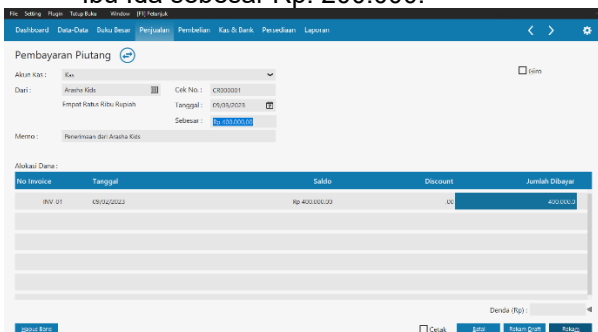 Ibu Ida sebesar Rp. 200.000.
File Setting Plugin Tutup Buku Window [F1] Petunjuk
Dashboard Data-Data Buku Besar Penjualan Pembelian Kas & Bank Persediaan Laporan
Pembayaran Piutang
Akun Kas : Kas Giro
Dari : Arasha Kids Cek No. : CR000001
Empat Ratus Ribu Rupiah Tanggal : 09/03/2023
Sebesar : Rp 400.000,00
Memo : Penerimaan dari Arasha Kids
Alokasi Dana :
No Invoice Tanggal Saldo Discount Jumlah Dibayar
INV 01 09/02/2023 Rp 400.000,00 ,00 400.000,0
Denda (Rp) :
Hapus Baris Cetak Batal Rekam Draft Rekam